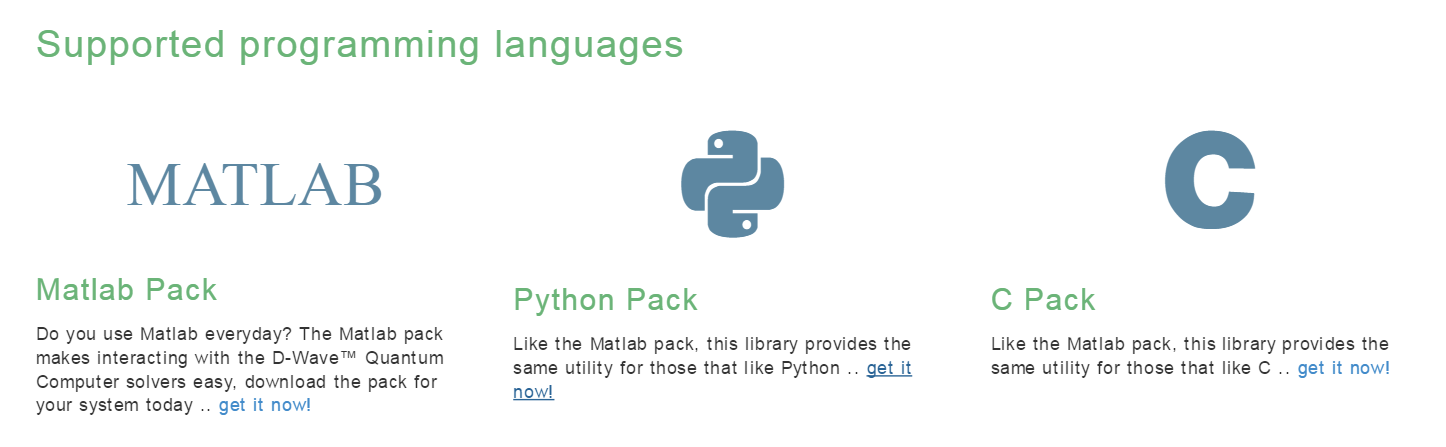 Supported programming languages
MATLAB
C
Matlab Pack
Do you use Matlab everyday? The Matlab pack
makes interacting with the D-Wave™ Quantum
Computer solvers easy, download the pack for
your system today .. get it now!
Python Pack
Like the Matlab pack, this library provides the
same utility for those that like Python .. get it
now!
C Pack
Like the Matlab pack, this library provides the
same utility for those that like C .. get it now!